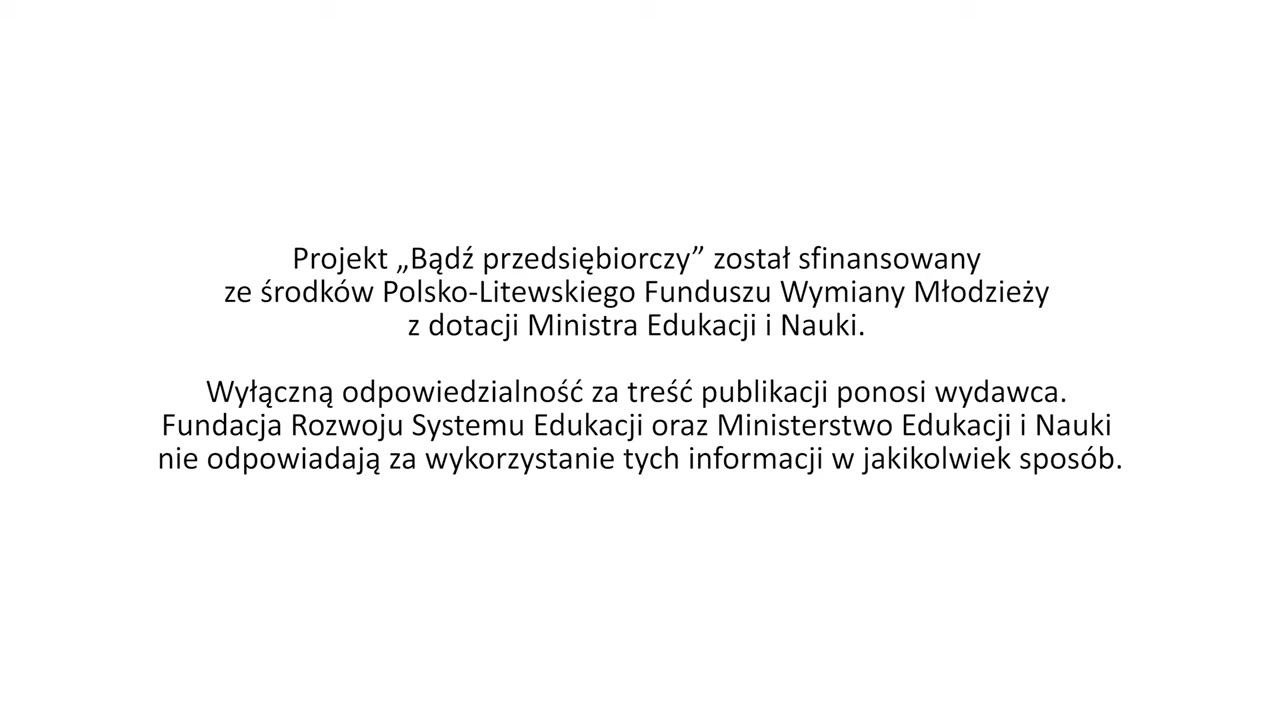 Projekt „Bądź przedsiębiorczy” został sfinansowany
ze środków Polsko-Litewskiego Funduszu Wymiany Młodzieży
z dotacji Ministra Edukacji i Nauki.
Wyłączną odpowiedzialność za treść publikacji ponosi wydawca.
Fundacja Rozwoju Systemu Edukacji oraz Ministerstwo Edukacji i Nauki
nie odpowiadają za wykorzystanie tych informacji w jakikolwiek sposób.